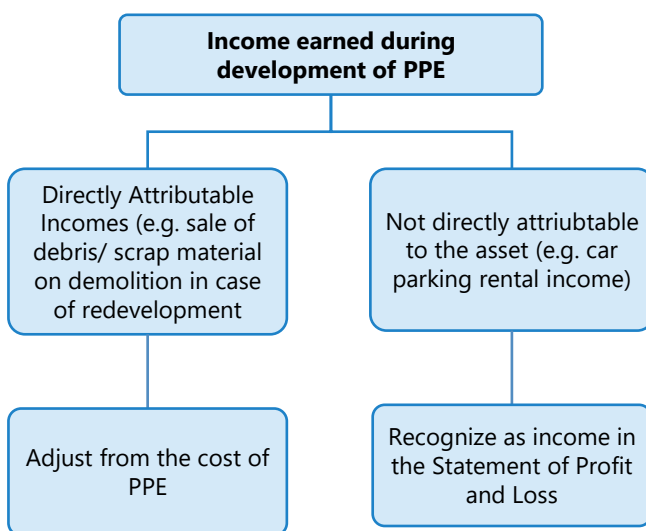 Income earned during
development of PPE
Directly Attributable
Incomes (e.g. sale of
debris/ scrap material
on demolition in case
of redevelopment
Not directly attriubtable
to the asset (e.g. car
parking rental income)
Adjust from the cost of
PPE
Recognize as income in
the Statement of Profit
and Loss